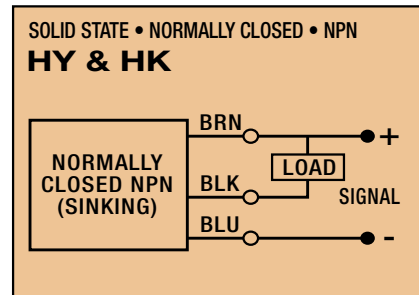 SOLID STATE • NORMALLY CLOSED • NPN
HY & HK
BRN
+
NORMALLY
CLOSED NPN
(SINKING)
LOAD
BLK
SIGNAL
BLU
-